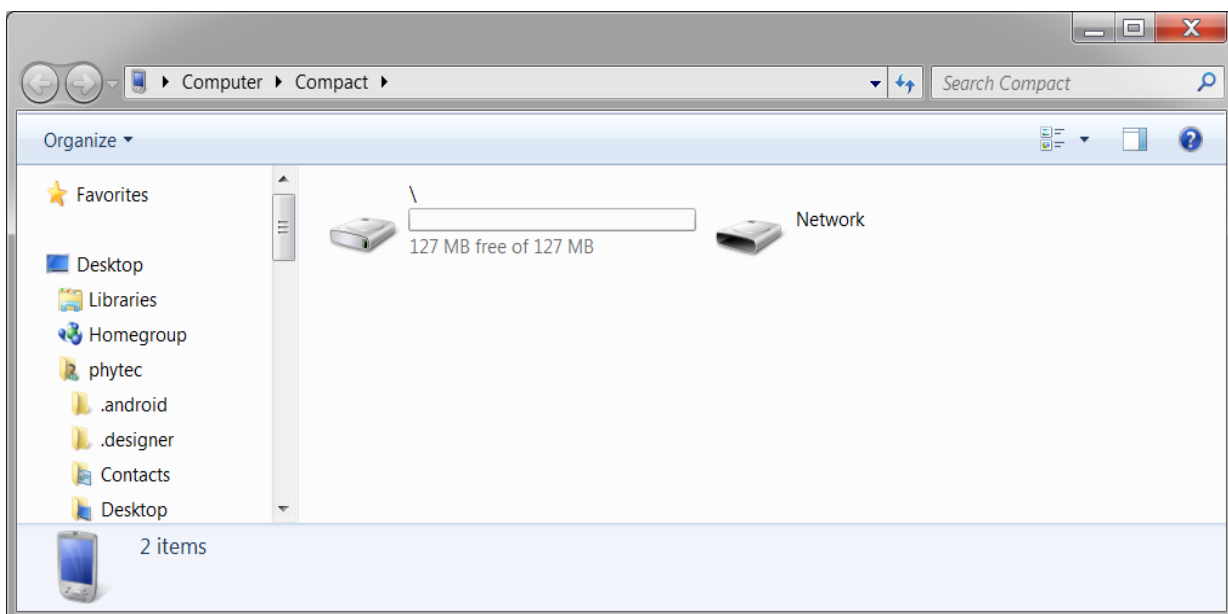 Computer Compact
Search Compact
Organize
Favorites
Desktop
Libraries
Homegroup
phytec
.android
.designer
Contacts
Desktop
\
127 MB free of 127 MB
Network
2 items